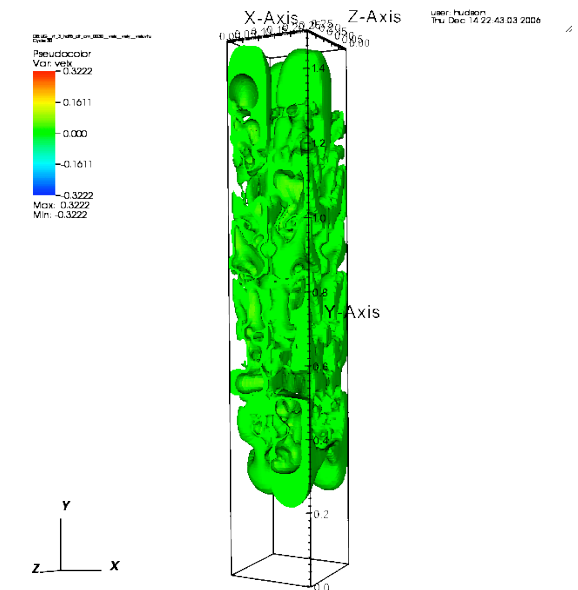 X-Axis
Z-Axis
user: hudson
Thu Dec 14 22:43:03 2006
Pseudocolor
Var: velx
0.3222
0.1611
0.000
-0.1611
-0.3222
Max: 0.3222
Min: -0.3222
1.4
1.2
1.0
0.8
Y-Axis
0.6
0.4
0.2
0.0
Y
Z
X